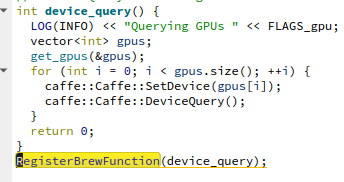 int device_query() {
LOG(INFO) << "Querying GPUs " << FLAGS_gpu;
vector<int> gpus;
get_gpus(&gpus);
for (int i = 0; i < gpus.size(); ++i) {
caffe::Caffe::SetDevice(gpus[i]);
caffe::Caffe::DeviceQuery();
}
return 0;
}
RegisterBrewFunction(device_query);